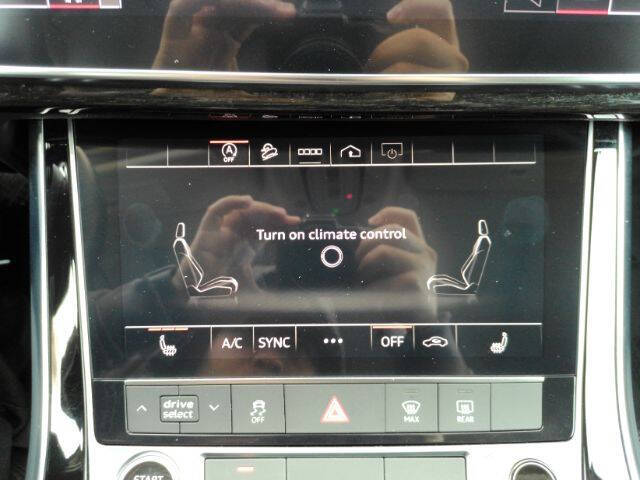 A OFF
Turn on climate control
A/C SYNC OFF
drive select OFF MAX REAR
START